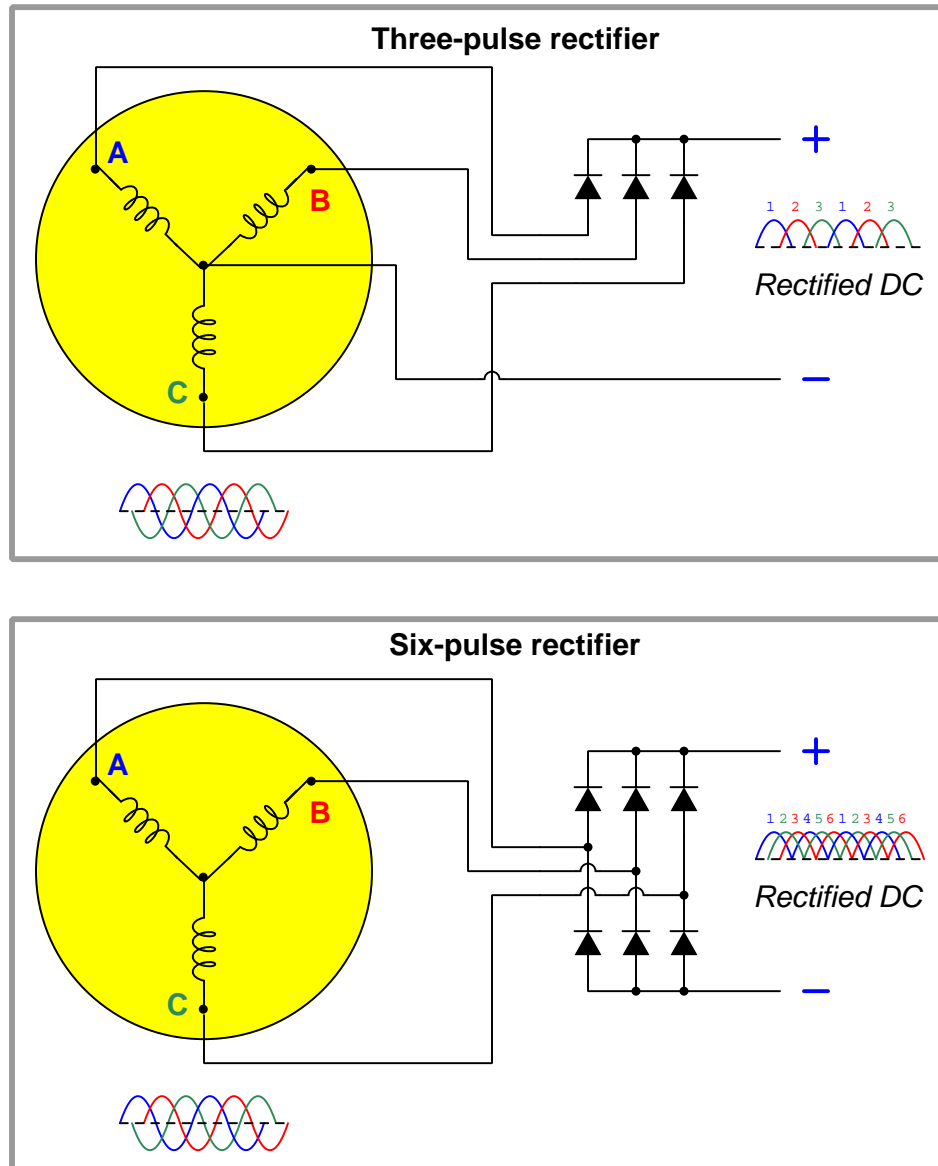 Three-pulse rectifier
A
B
+
1 2 3 1 2 3
Rectified DC
−
C
Six-pulse rectifier
A
B
+
1 2 3 4 5 6 1 2 3 4 5 6
Rectified DC
−
C